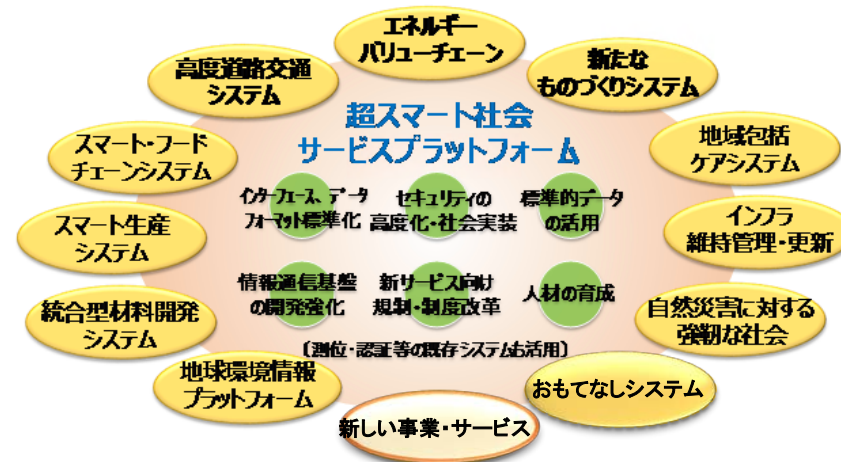 エネルギー
バリューチェーン
高度道路交通
システム
新たな
ものづくりシステム
超スマート社会
サービスプラットフォーム
スマート・フード
チェーンシステム
地域包括
ケアシステム
インターフェース、データ
フォーマット標準化
セキュリティの
高度化・社会実装
標準的データ
の活用
スマート生産
システム
インフラ
維持管理・更新
情報通信基盤
の開発強化
新サービス向け
規制・制度改革
人材の育成
統合型材料開発
システム
自然災害に対する
強靭な社会
（測位・認証等の既存システムも活用）
地球環境情報
プラットフォーム
おもてなしシステム
新しい事業・サービス